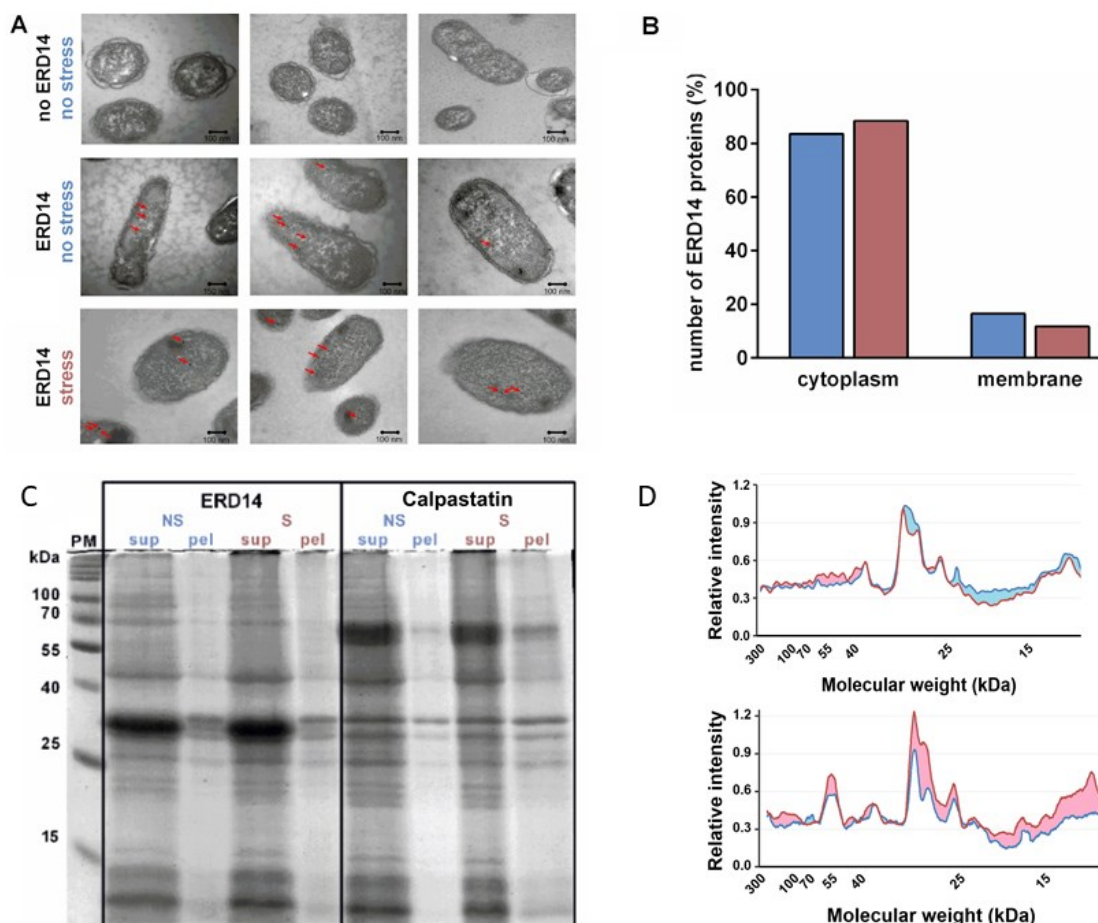 A
no ERD14
no stress
100 nm
100 nm
100 nm
ERD14
no stress
150 nm
100 nm
100 nm
ERD14
stress
100 nm
100 nm
100 nm
B
number of ERD14 proteins (%)
100
80
60
40
20
0
cytoplasm
membrane
C
ERD14
Calpastatin
NS
S
NS
S
PM
sup
pel
sup
pel
sup
pel
sup
pel
kDa
100
70
55
40
25
15
D
Relative intensity
1.2
0.9
0.6
0.3
0.0
300
100
70
55
40
25
15
Molecular weight (kDa)
Relative intensity
1.2
0.9
0.6
0.3
0.0
300
100
70
55
40
25
15
Molecular weight (kDa)